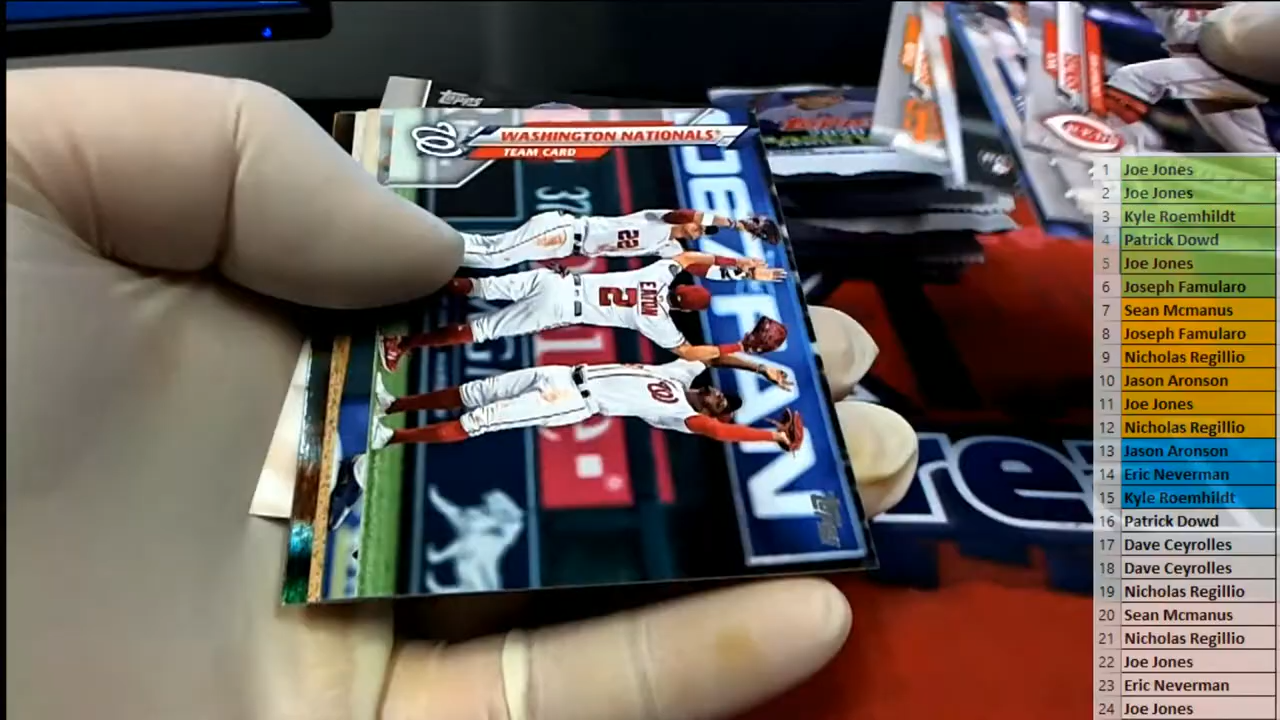 Topps
W
WASHINGTON NATIONALS
TEAM CARD
22
EATON
2
W
Topps
REDS
1 Joe Jones
2 Joe Jones
3 Kyle Roemhildt
4 Patrick Dowd
5 Joe Jones
6 Joseph Famularo
7 Sean Mcmanus
8 Joseph Famularo
9 Nicholas Regillio
10 Jason Aronson
11 Joe Jones
12 Nicholas Regillio
13 Jason Aronson
14 Eric Neverman
15 Kyle Roemhildt
16 Patrick Dowd
17 Dave Ceyrolles
18 Dave Ceyrolles
19 Nicholas Regillio
20 Sean Mcmanus
21 Nicholas Regillio
22 Joe Jones
23 Eric Neverman
24 Joe Jones